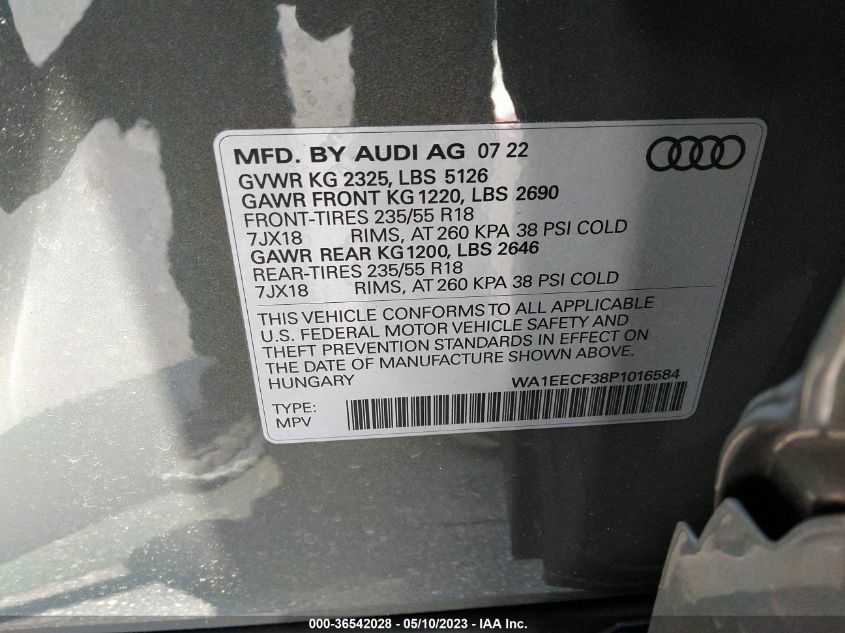 MFD. BY AUDI AG 07 22
GVWR KG 2325, LBS 5126
GAWR FRONT KG 1220, LBS 2690
FRONT-TIRES 235/55 R18
7JX18 RIMS, AT 260 KPA 38 PSI COLD
GAWR REAR KG 1200, LBS 2646
REAR-TIRES 235/55 R18
7JX18 RIMS, AT 260 KPA 38 PSI COLD
THIS VEHICLE CONFORMS TO ALL APPLICABLE
U.S. FEDERAL MOTOR VEHICLE SAFETY AND
THEFT PREVENTION STANDARDS IN EFFECT ON
THE DATE OF MANUFACTURE SHOWN ABOVE.
HUNGARY WA1EECF38P1016584
TYPE:
MPV
000-36542028 - 05/10/2023 - IAA Inc.